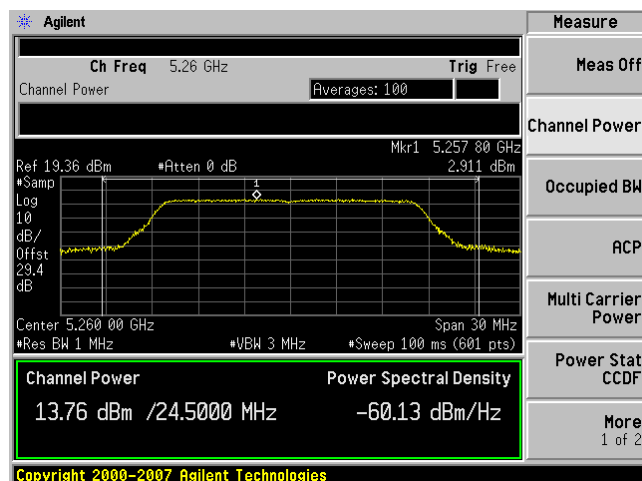 Agilent
Measure
Ch Freq 5.26 GHz Trig Free
Channel Power Averages: 100
Mkr1 5.257 80 GHz
Ref 19.36 dBm #Atten 0 dB 2.911 dBm
#Samp
Log
10
dB/
Offst
29.4
dB
1
Center 5.260 00 GHz Span 30 MHz
#Res BW 1 MHz #VBW 3 MHz #Sweep 100 ms (601 pts)
Channel Power Power Spectral Density
13.76 dBm /24.5000 MHz -60.13 dBm/Hz
Meas Off
Channel Power
Occupied BW
ACP
Multi Carrier
Power
Power Stat
CCDF
More
1 of 2
Copyright 2000-2007 Agilent Technologies